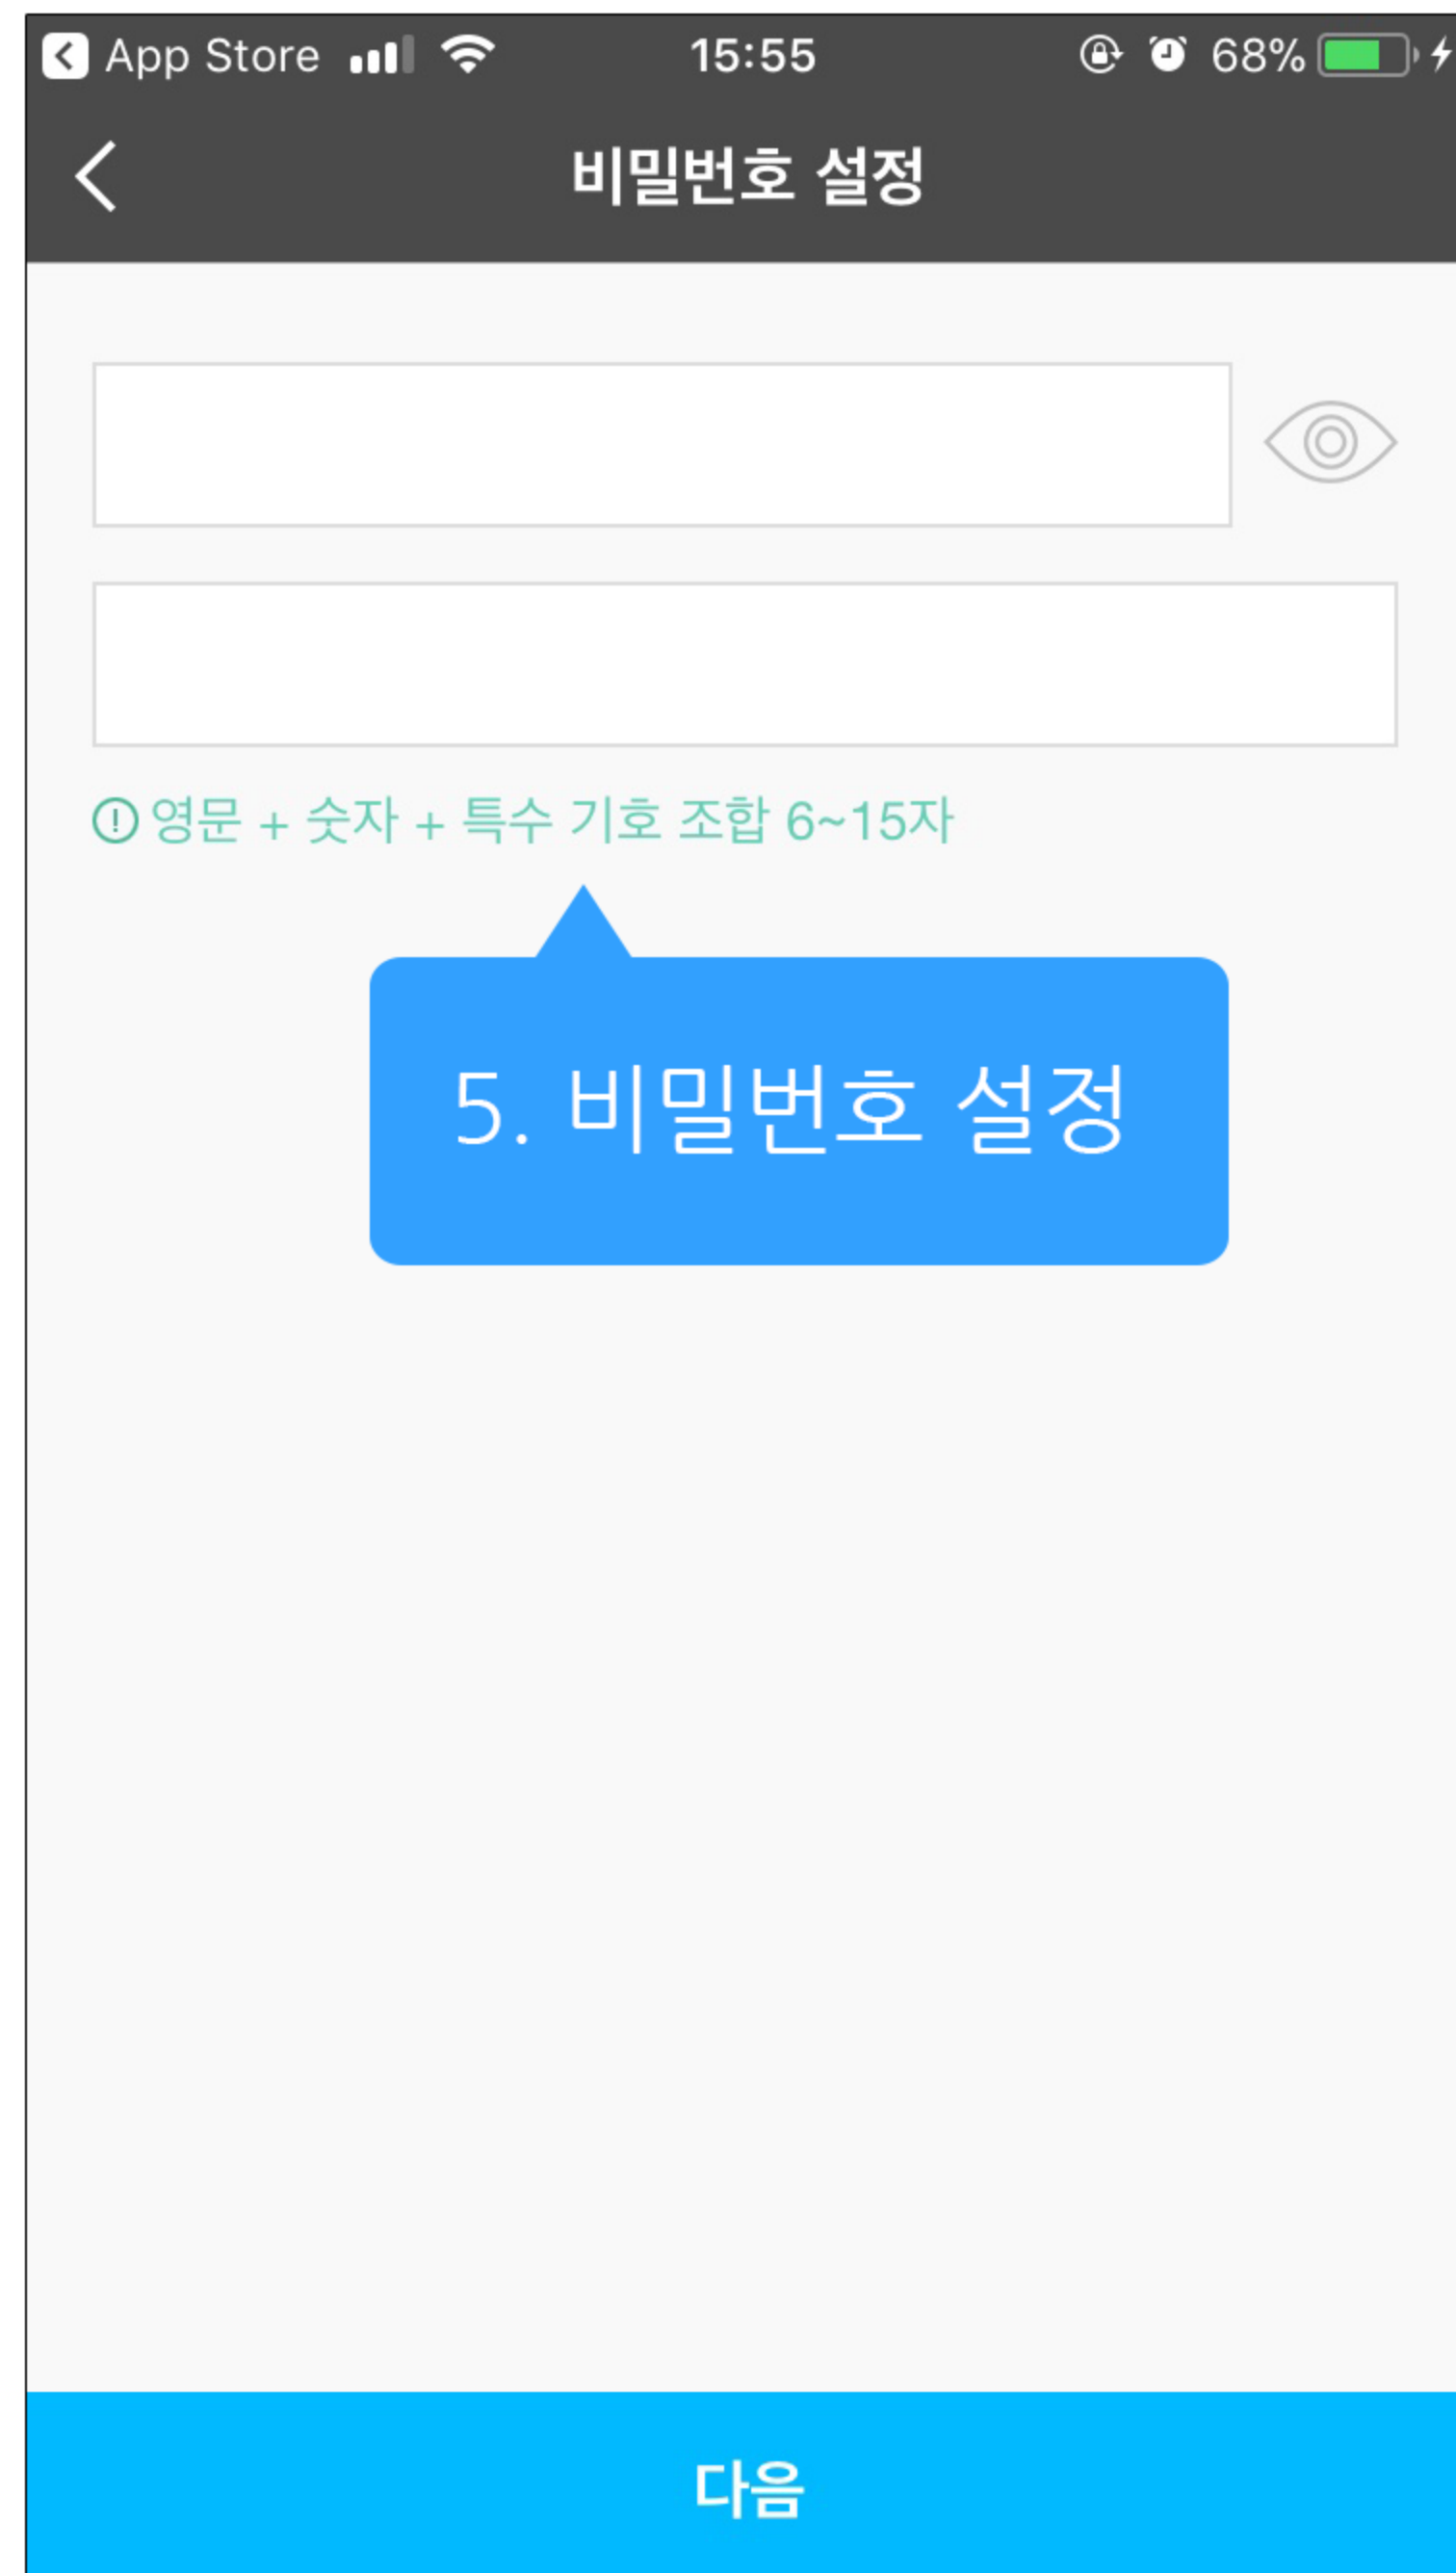 App Store 15:55 68%
비밀번호 설정
영문 + 숫자 + 특수 기호 조합 6~15자
5. 비밀번호 설정
다음